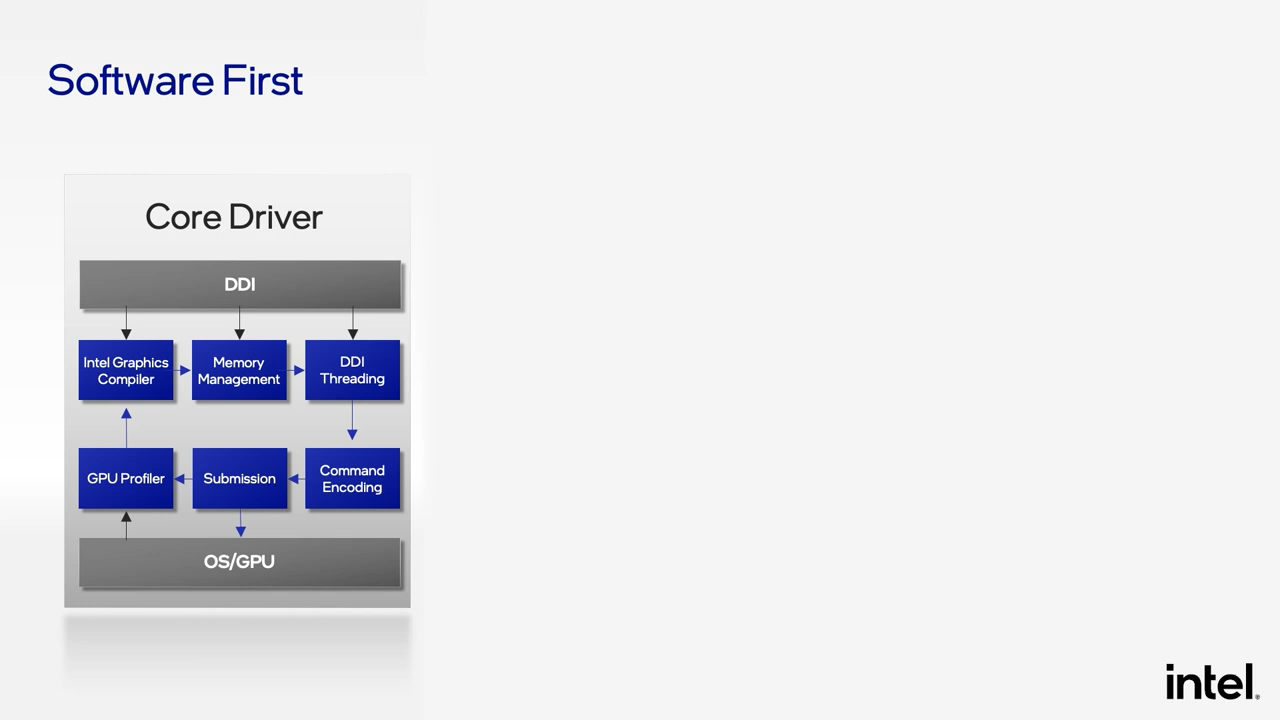 Software First
Core Driver
DDI
Intel Graphics
Compiler
Memory
Management
DDI
Threading
GPU Profiler
Submission
Command
Encoding
OS/GPU
intel.